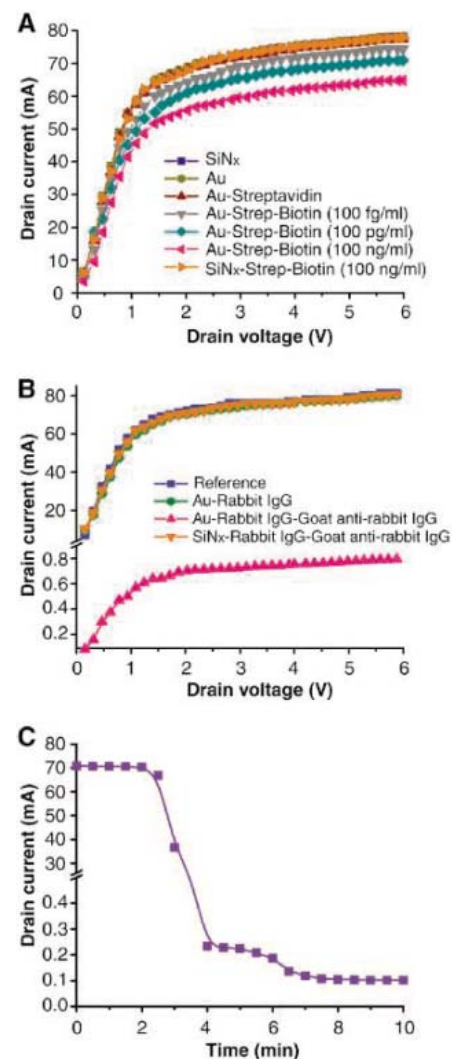 A
Drain current (mA)
80
70
60
50
40
30
20
10
0
SiNx
Au
Au-Streptavidin
Au-Strep-Biotin (100 fg/ml)
Au-Strep-Biotin (100 pg/ml)
Au-Strep-Biotin (100 ng/ml)
SiNx-Strep-Biotin (100 ng/ml)
0 1 2 3 4 5 6
Drain voltage (V)
B
Drain current (mA)
80
60
40
20
0.8
0.6
0.4
0.2
Reference
Au-Rabbit IgG
Au-Rabbit IgG-Goat anti-rabbit IgG
SiNx-Rabbit IgG-Goat anti-rabbit IgG
0 1 2 3 4 5 6
Drain voltage (V)
C
Drain current (mA)
80
70
60
50
40
30
0.4
0.3
0.2
0.1
0.0
0 2 4 6 8 10
Time (min)